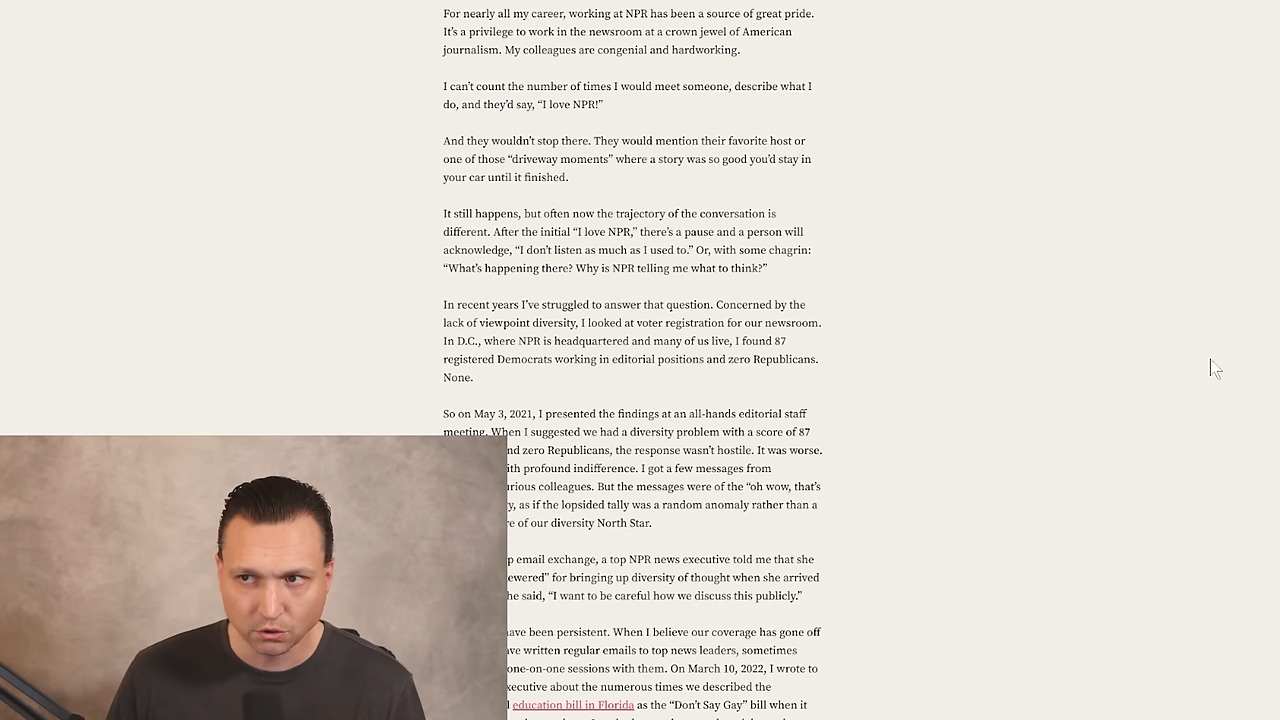 For nearly all my career, working at NPR has been a source of great pride.
It’s a privilege to work in the newsroom at a crown jewel of American
journalism. My colleagues are congenial and hardworking.
I can’t count the number of times I would meet someone, describe what I
do, and they’d say, “I love NPR!”
And they wouldn’t stop there. They would mention their favorite host or
one of those “driveway moments” where a story was so good you’d stay in
your car until it finished.
It still happens, but often now the trajectory of the conversation is
different. After the initial “I love NPR,” there’s a pause and a person will
acknowledge, “I don’t listen as much as I used to.” Or, with some chagrin:
“What’s happening there? Why is NPR telling me what to think?”
In recent years I’ve struggled to answer that question. Concerned by the
lack of viewpoint diversity, I looked at voter registration for our newsroom.
In D.C., where NPR is headquartered and many of us live, I found 87
registered Democrats working in editorial positions and zero Republicans.
None.
So on May 3, 2021, I presented the findings at an all-hands editorial staff
meeting. When I suggested we had a diversity problem with a score of 87
and zero Republicans, the response wasn’t hostile. It was worse.
with profound indifference. I got a few messages from
colleagues. But the messages were of the “oh wow, that’s
as if the lopsided tally was a random anomaly rather than a
of our diversity North Star.
email exchange, a top NPR news executive told me that she
for bringing up diversity of thought when she arrived
he said, “I want to be careful how we discuss this publicly.”
have been persistent. When I believe our coverage has gone off
written regular emails to top news leaders, sometimes
one-on-one sessions with them. On March 10, 2022, I wrote to
about the numerous times we described the
education bill in Florida as the “Don’t Say Gay” bill when it